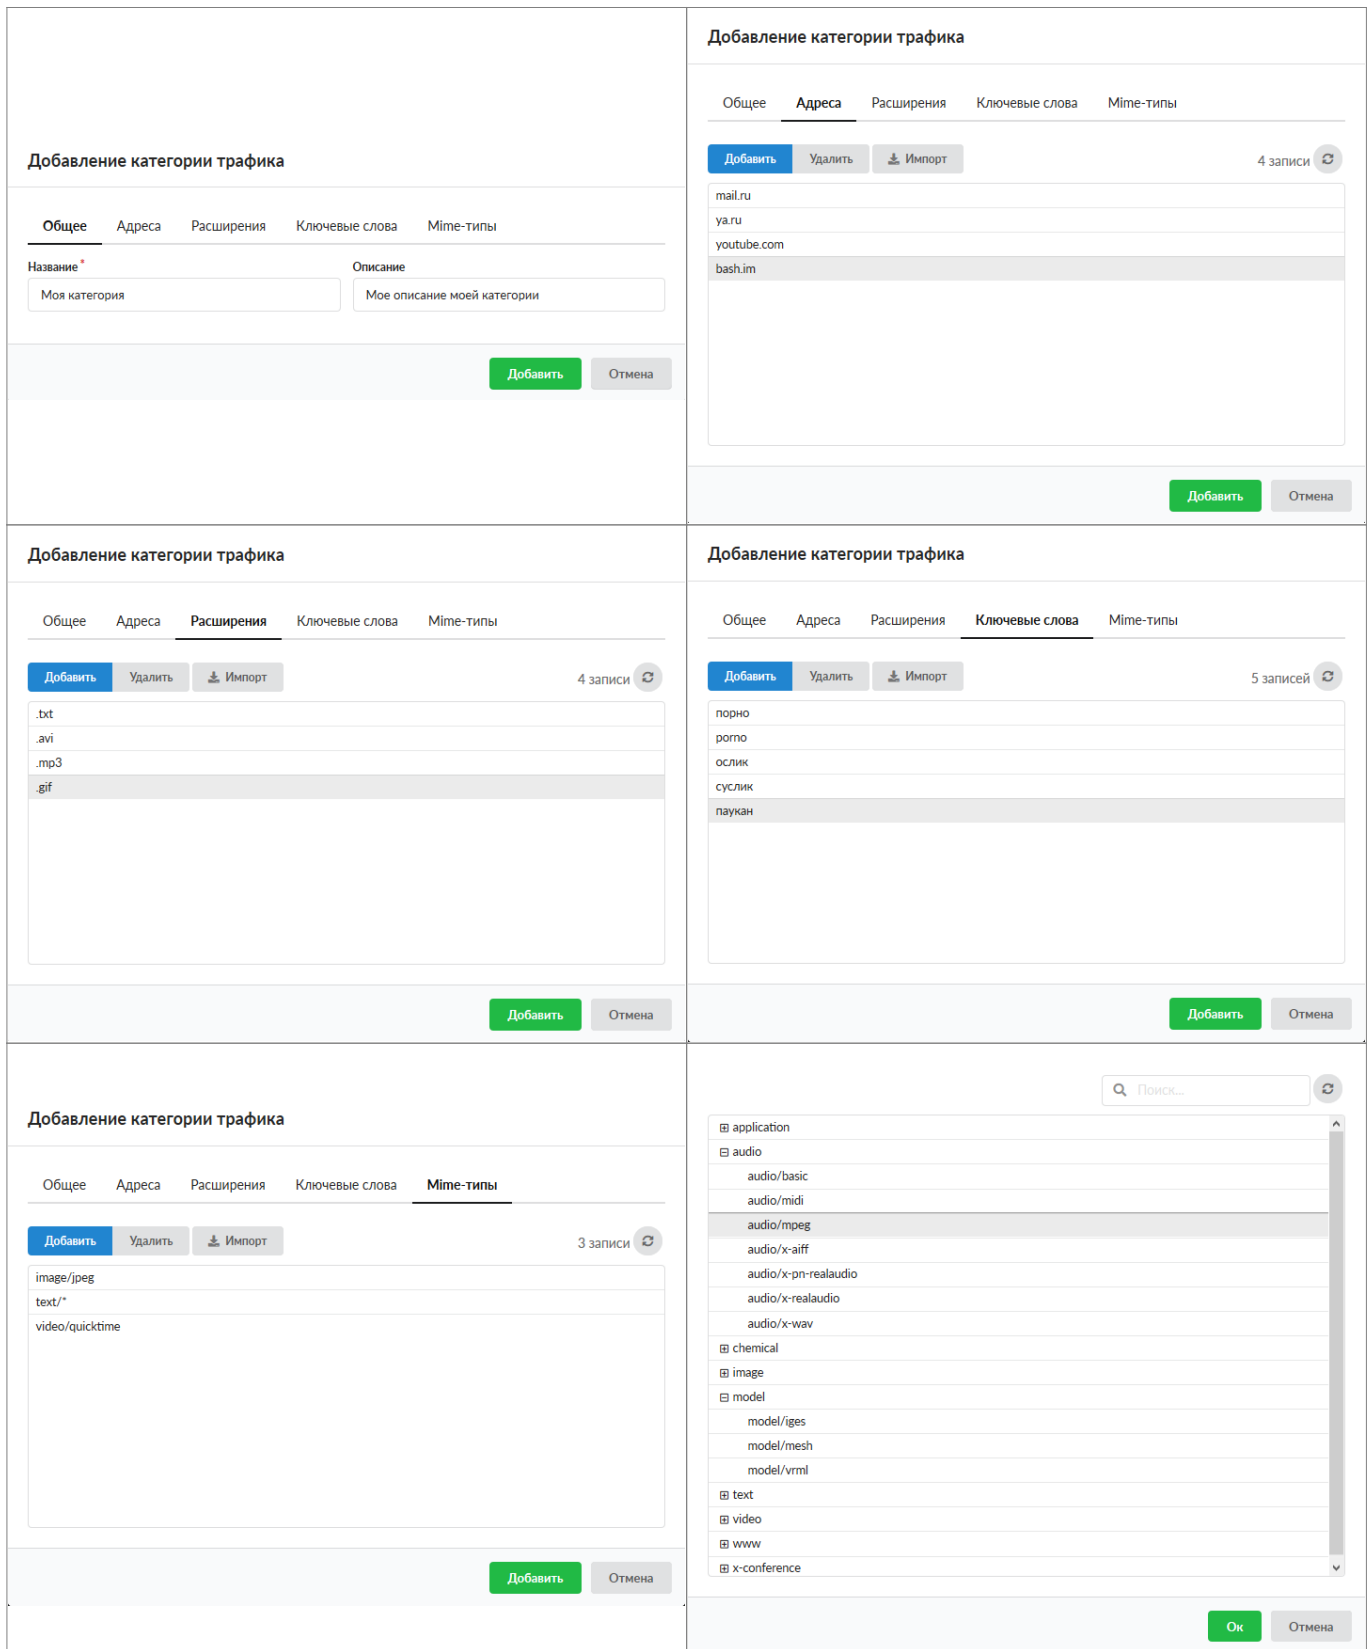 Добавление категории трафика
Общее Адреса Расширения Ключевые слова Mime-типы
Название* Описание
Моя категория Мое описание моей категории
Добавить Отмена
Добавление категории трафика
Общее Адреса Расширения Ключевые слова Mime-типы
Добавить Удалить Импорт 4 записи
mail.ru
ya.ru
youtube.com
bash.im
Добавить Отмена
Добавление категории трафика
Общее Адреса Расширения Ключевые слова Mime-типы
Добавить Удалить Импорт 4 записи
.txt
.avi
.mp3
.gif
Добавить Отмена
Добавление категории трафика
Общее Адреса Расширения Ключевые слова Mime-типы
Добавить Удалить Импорт 5 записей
порно
porno
ослик
суслик
паукан
Добавить Отмена
Добавление категории трафика
Общее Адреса Расширения Ключевые слова Mime-типы
Добавить Удалить Импорт 3 записи
image/jpeg
text/*
video/quicktime
Добавить Отмена
Поиск...
application
audio
audio/basic
audio/midi
audio/mpeg
audio/x-aiff
audio/x-pn-realaudio
audio/x-realaudio
audio/x-wav
chemical
image
model
model/iges
model/mesh
model/vrml
text
video
www
x-conference
Ок Отмена